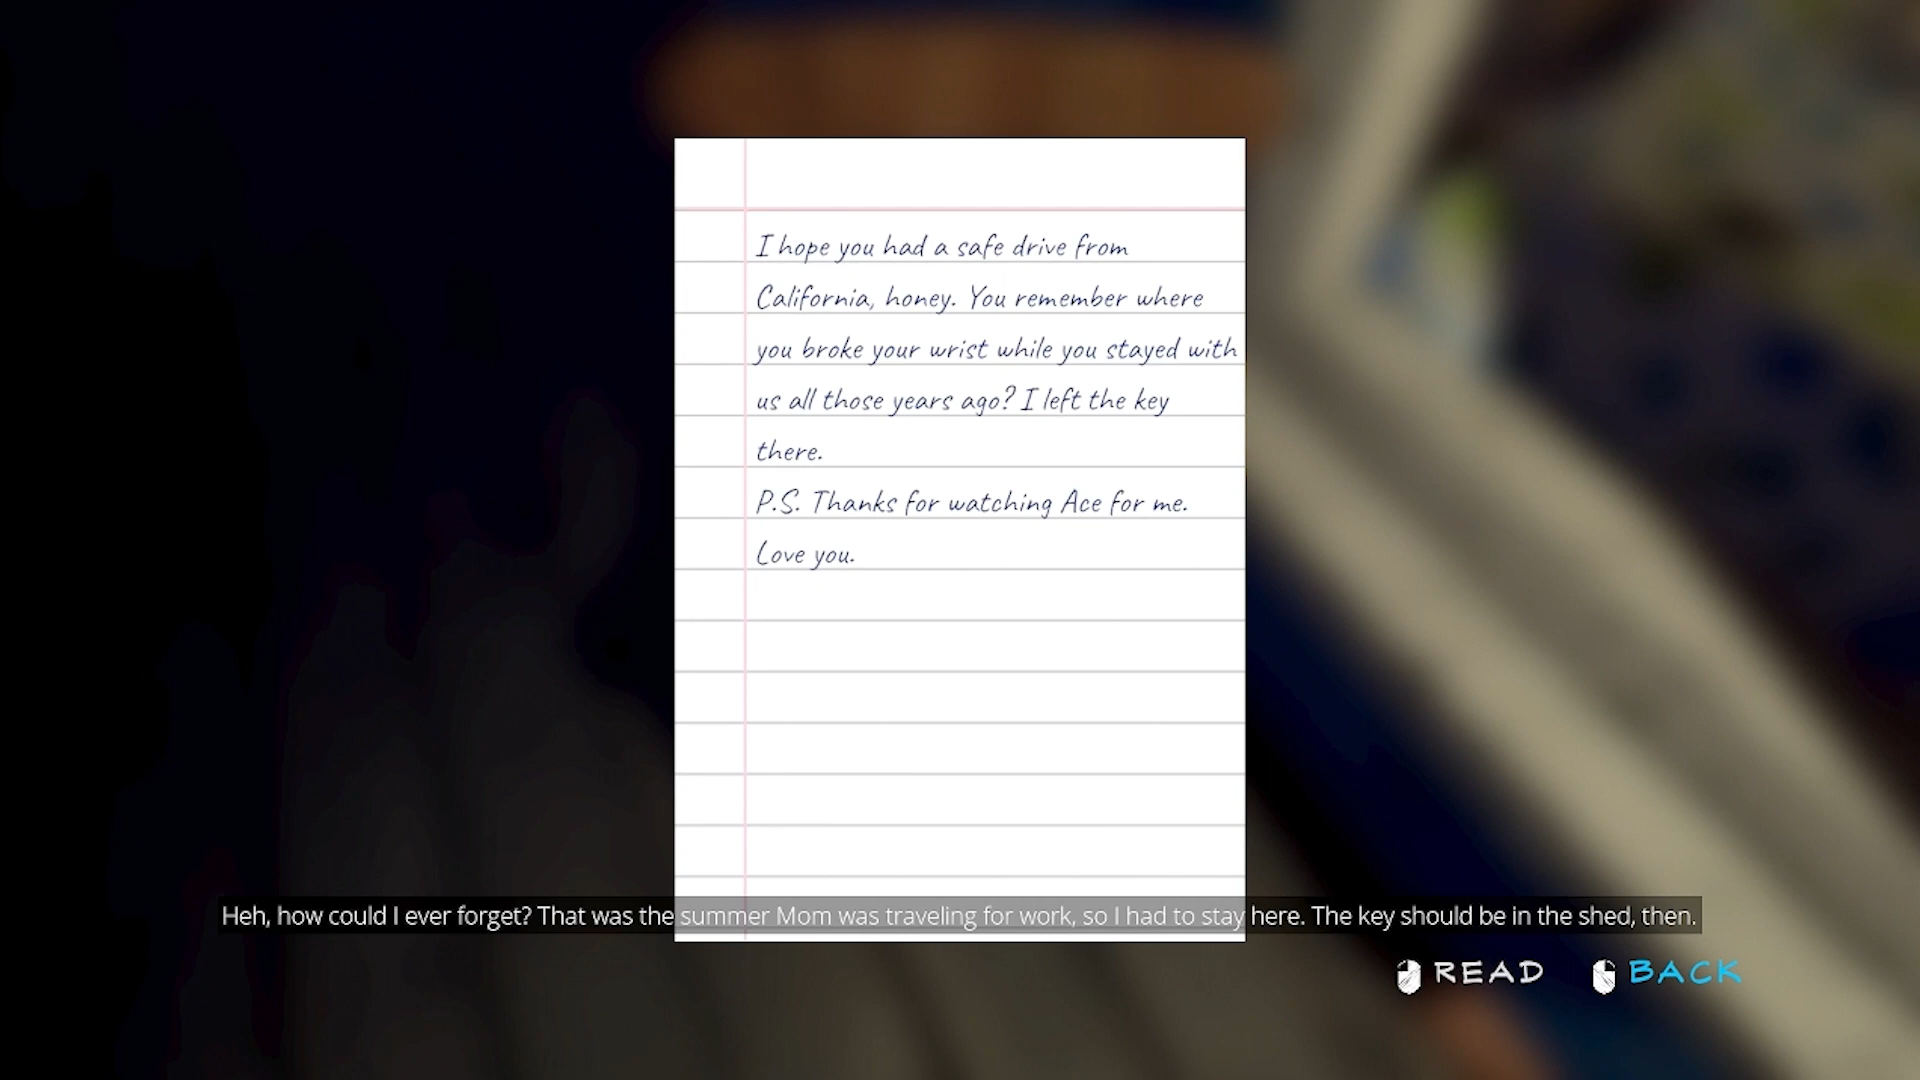 I hope you had a safe drive from
California, honey. You remember where
you broke your wrist while you stayed with
us all those years ago? I left the key
there.
P.S. Thanks for watching Ace for me.
Love you.
Heh, how could I ever forget? That was the summer Mom was traveling for work, so I had to stay here. The key should be in the shed, then.
READ BACK